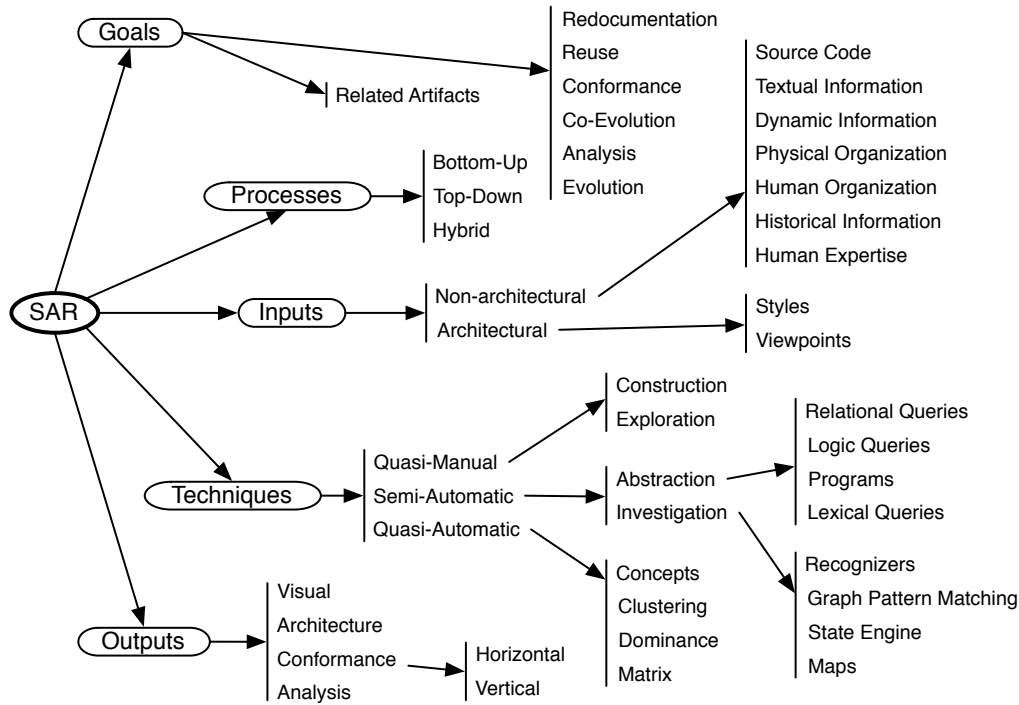 Goals
Related Artifacts
Redocumentation
Reuse
Conformance
Co-Evolution
Analysis
Evolution
Processes
Bottom-Up
Top-Down
Hybrid
SAR
Inputs
Non-architectural
Architectural
Source Code
Textual Information
Dynamic Information
Physical Organization
Human Organization
Historical Information
Human Expertise
Styles
Viewpoints
Techniques
Quasi-Manual
Semi-Automatic
Quasi-Automatic
Construction
Exploration
Abstraction
Investigation
Relational Queries
Logic Queries
Programs
Lexical Queries
Recognizers
Graph Pattern Matching
State Engine
Maps
Concepts
Clustering
Dominance
Matrix
Outputs
Visual
Architecture
Conformance
Analysis
Horizontal
Vertical